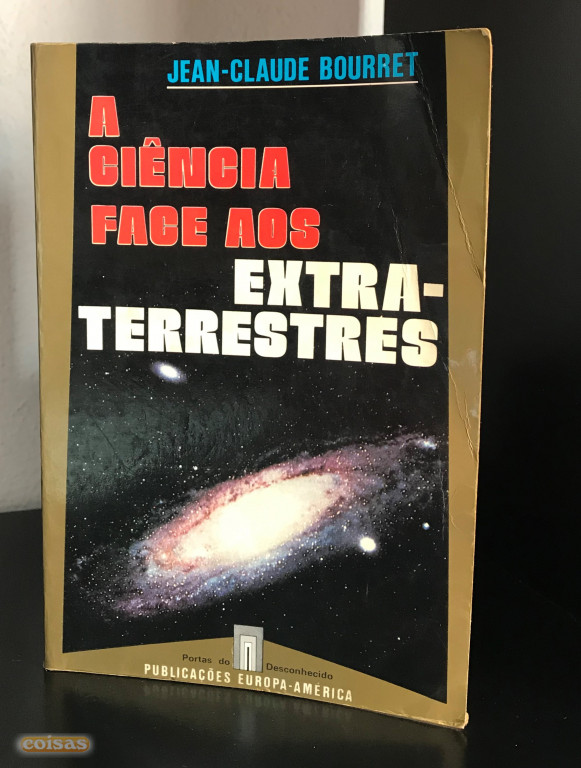 JEAN-CLAUDE BOURRET
A
CIÊNCIA
FACE AOS
EXTRA-
TERRESTRES
Portas do Desconhecido
PUBLICAÇÕES EUROPA-AMÉRICA
coisas